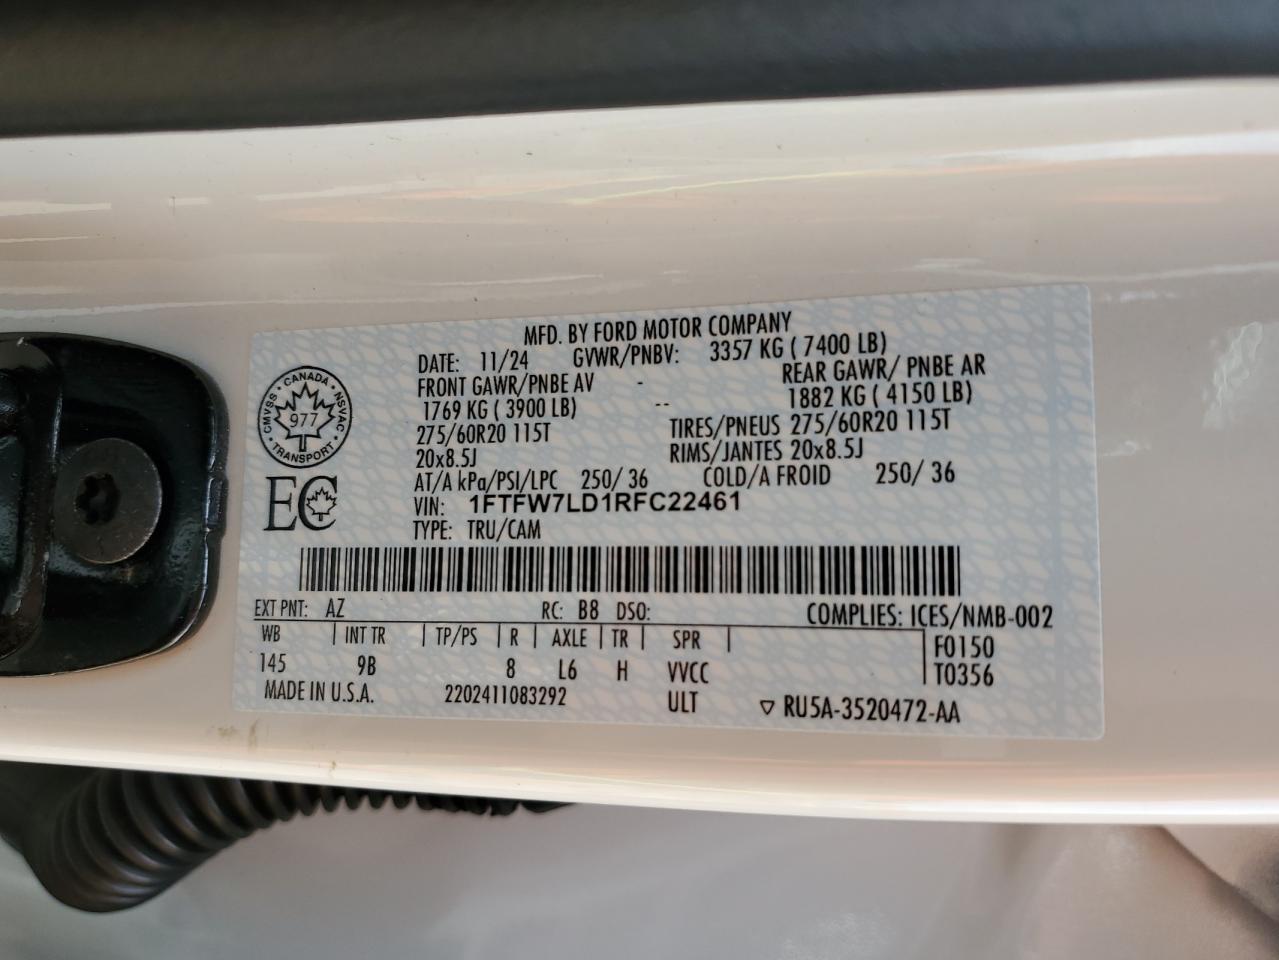 MFD. BY FORD MOTOR COMPANY
DATE: 11/24 GVWR/PNBV: 3357 KG ( 7400 LB)
FRONT GAWR/PNBE AV - REAR GAWR/ PNBE AR
1769 KG ( 3900 LB) -- 1882 KG ( 4150 LB)
275/60R20 115T TIRES/PNEUS 275/60R20 115T
20x8.5J RIMS/JANTES 20x8.5J
AT/A kPa/PSI/LPC 250/ 36 COLD/A FROID 250/ 36
VIN: 1FTFW7LD1RFC22461
TYPE: TRU/CAM
CANADA
CMVSS • NSVAC
977
TRANSPORT
EC
EXT PNT: AZ RC: B8 DSO: COMPLIES: ICES/NMB-002
WB | INT TR | TP/PS | R | AXLE | TR | SPR | F0150
145 9B 8 L6 H VVCC T0356
MADE IN U.S.A. 2202411083292 ULT ▽ RU5A-3520472-AA